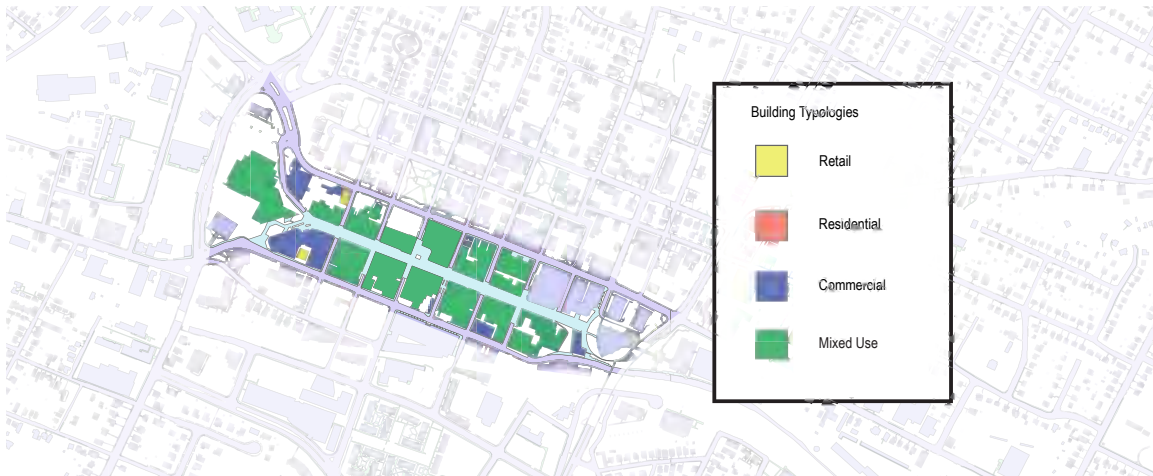 Building Typologies
Retail
Residential
Commercial
Mixed Use